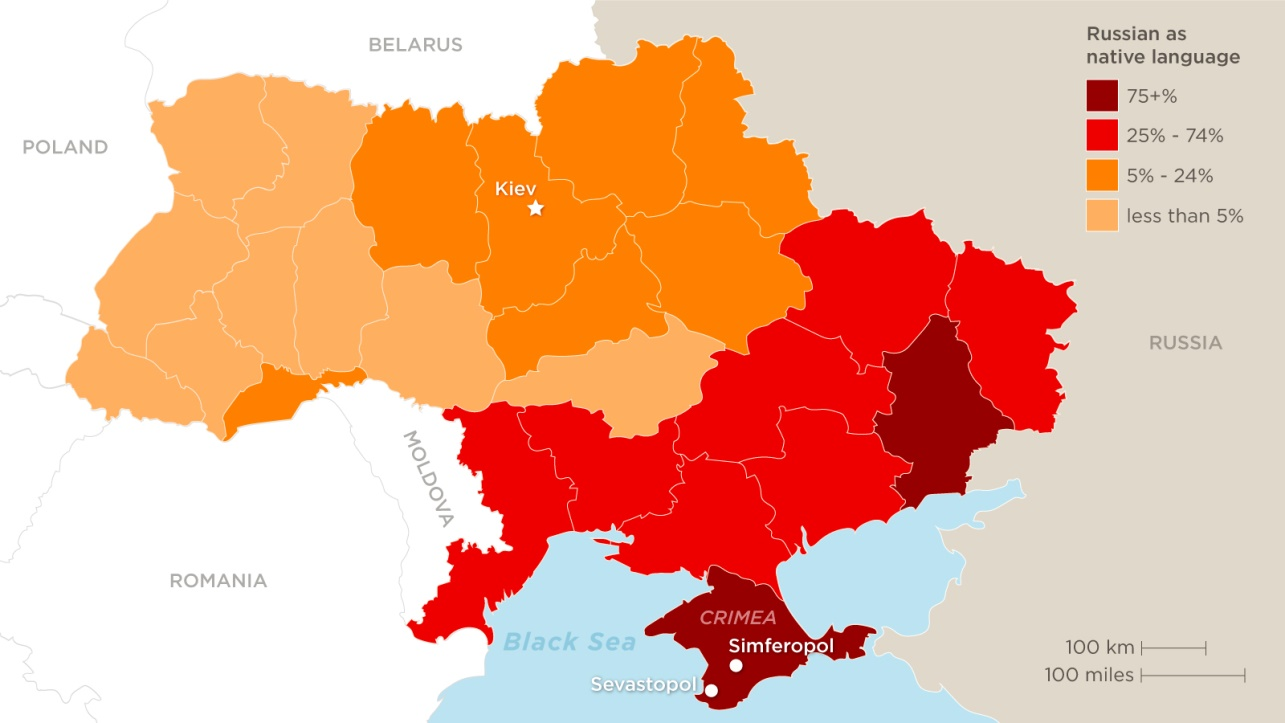 BELARUS
Russian as
native language
75+%
25% - 74%
5% - 24%
less than 5%
POLAND
Kiev
RUSSIA
MOLDOVA
ROMANIA
Black Sea
CRIMEA
Simferopol
Sevastopol
100 km
100 miles